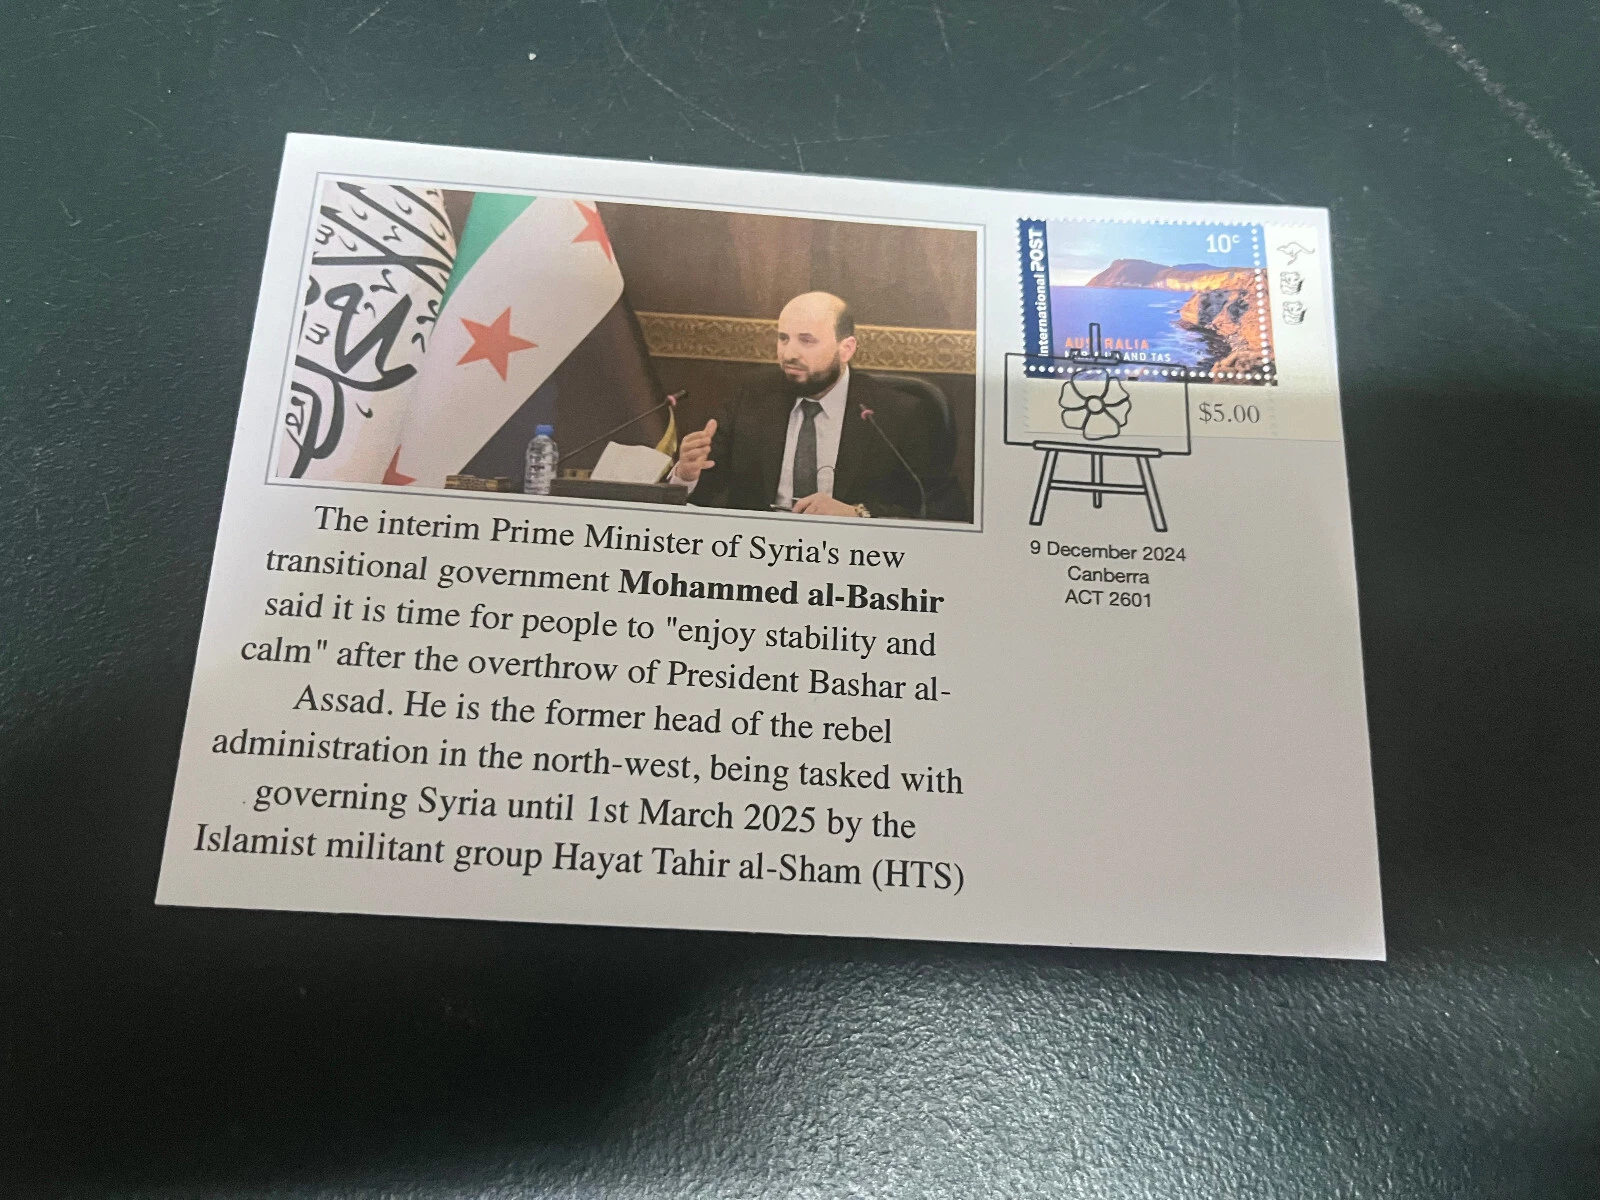 International POST
10c
AUSTRALIA
AND TAS
$5.00
9 December 2024
Canberra
ACT 2601
The interim Prime Minister of Syria's new
transitional government Mohammed al-Bashir
said it is time for people to "enjoy stability and
calm" after the overthrow of President Bashar al-
Assad. He is the former head of the rebel
administration in the north-west, being tasked with
governing Syria until 1st March 2025 by the
Islamist militant group Hayat Tahir al-Sham (HTS)